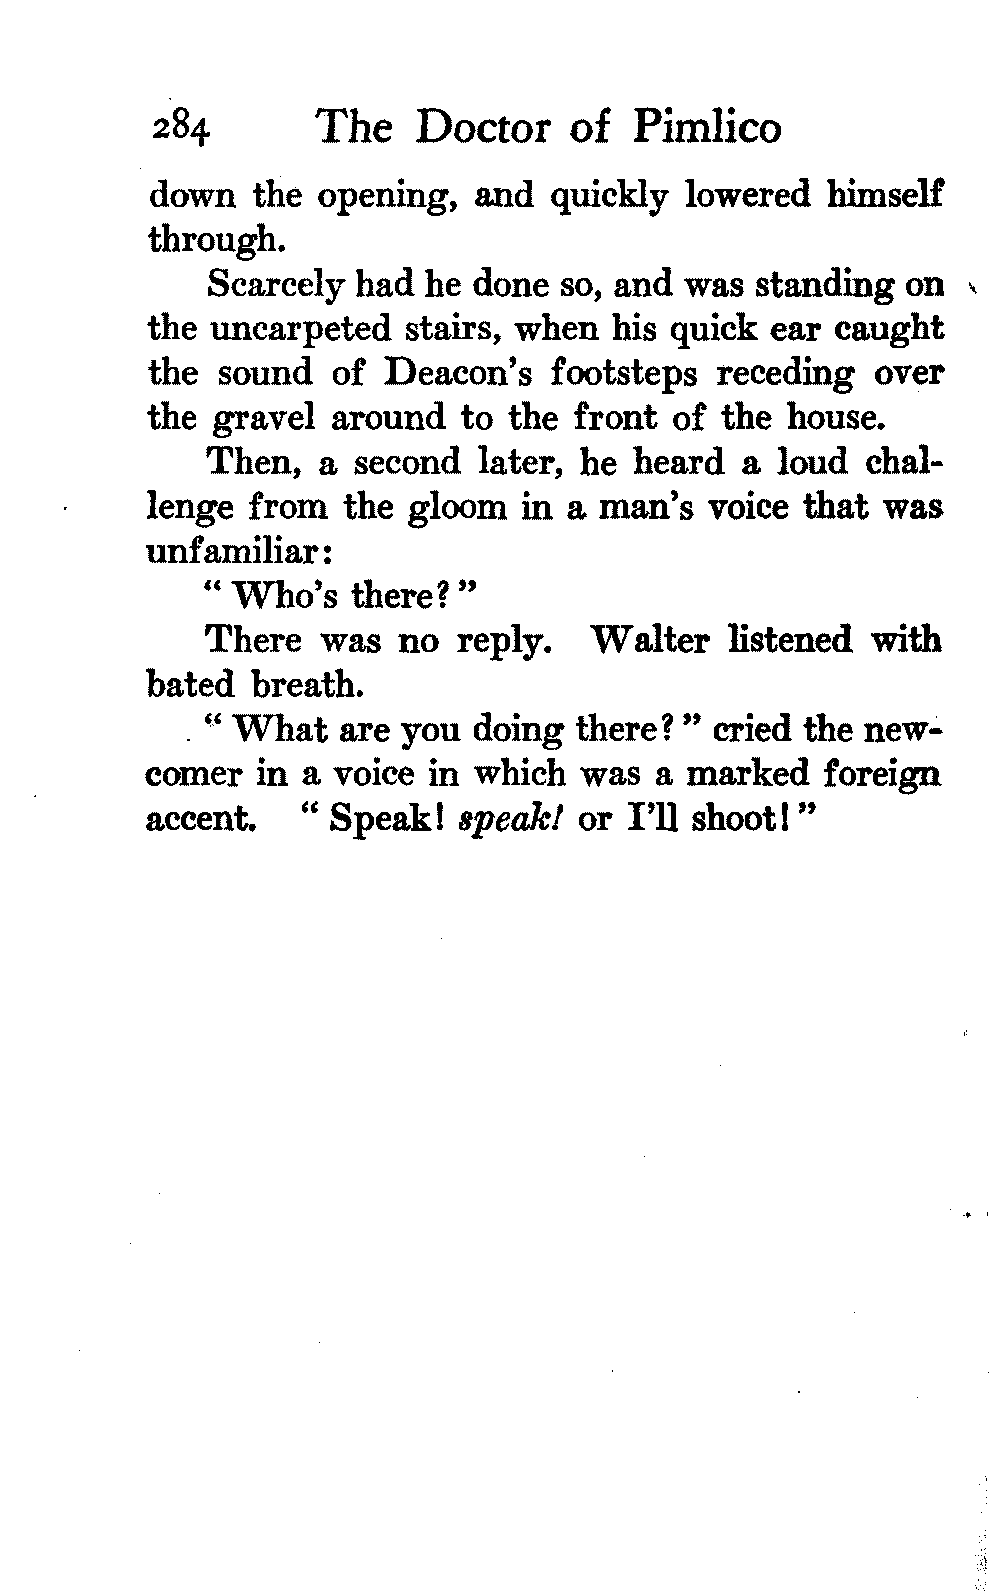 284 The Doctor of Pimlico
down the opening, and quickly lowered himself
through.
Scarcely had he done so, and was standing on
the uncarpeted stairs, when his quick ear caught
the sound of Deacon's footsteps receding over
the gravel around to the front of the house.
Then, a second later, he heard a loud chal-
lenge from the gloom in a man's voice that was
unfamiliar:
" Who's there? "
There was no reply. Walter listened with
bated breath.
" What are you doing there? " cried the new-
comer in a voice in which was a marked foreign
accent. " Speak! speak! or I'll shoot! "